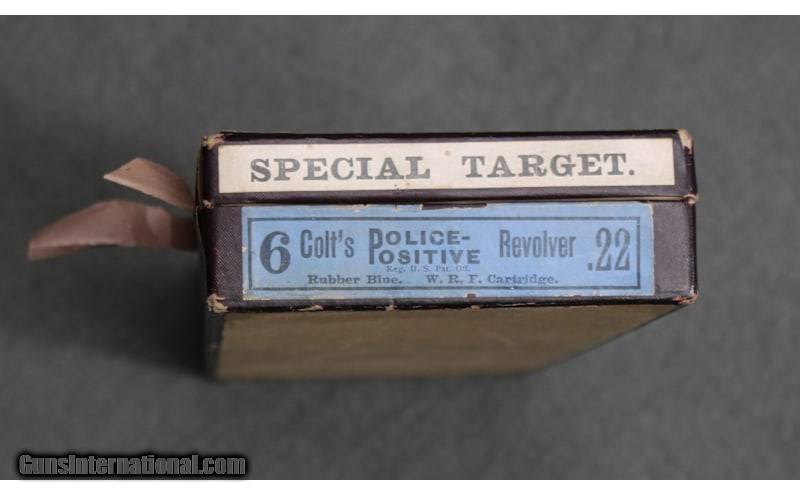 SPECIAL TARGET.
6 Colt's POLICE-POSITIVE Revolver .22
Reg. U. S. Pat. Off.
Rubber Blue. W. R. F. Cartridge.
GunsInternational.com